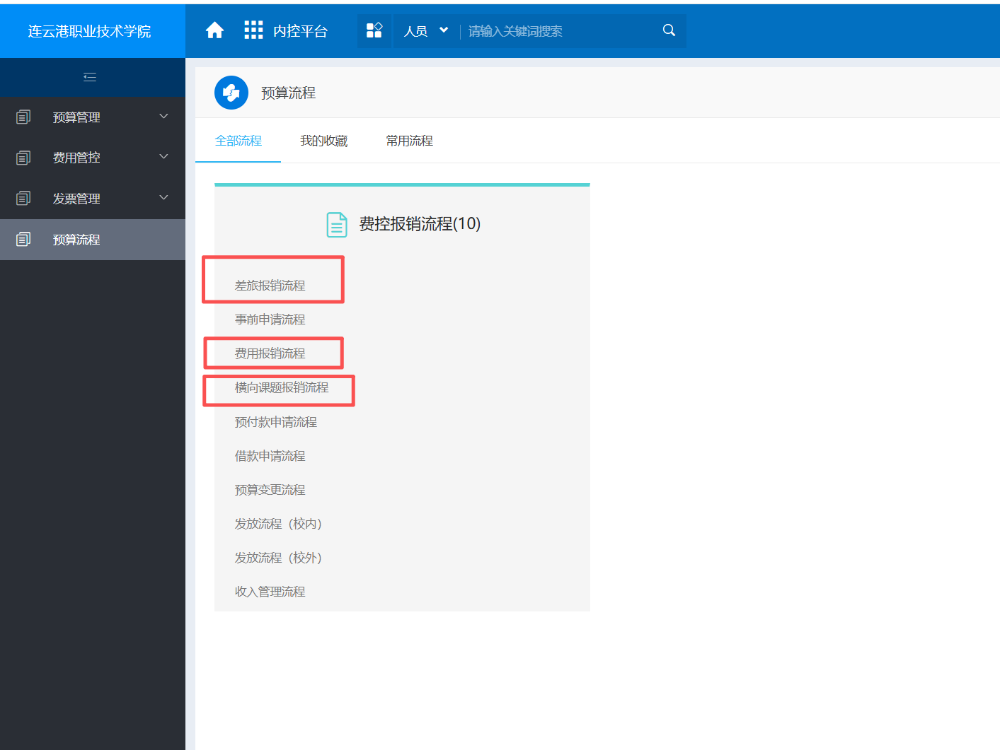 连云港职业技术学院
内控平台
人员
请输入关键词搜索
预算管理
费用管控
发票管理
预算流程
预算流程
全部流程
我的收藏
常用流程
费控报销流程(10)
差旅报销流程
事前申请流程
费用报销流程
横向课题报销流程
预付款申请流程
借款申请流程
预算变更流程
发放流程（校内）
发放流程（校外）
收入管理流程